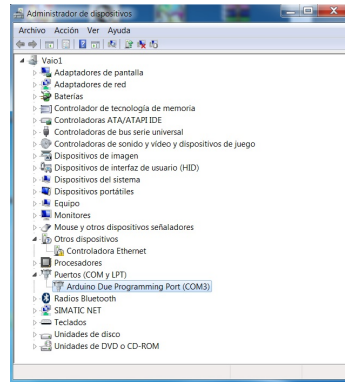 Administrador de dispositivos
Archivo Acción Ver Ayuda
Vaio1
Adaptadores de pantalla
Adaptadores de red
Baterías
Controlador de tecnología de memoria
Controladoras ATA/ATAPI IDE
Controladoras de bus serie universal
Controladoras de sonido y vídeo y dispositivos de juego
Dispositivos de imagen
Dispositivos de interfaz de usuario (HID)
Dispositivos del sistema
Dispositivos portátiles
Equipo
Monitores
Mouse y otros dispositivos señaladores
Otros dispositivos
Controladora Ethernet
Procesadores
Puertos (COM y LPT)
Arduino Due Programming Port (COM3)
Radios Bluetooth
SIMATIC NET
Teclados
Unidades de disco
Unidades de DVD o CD-ROM